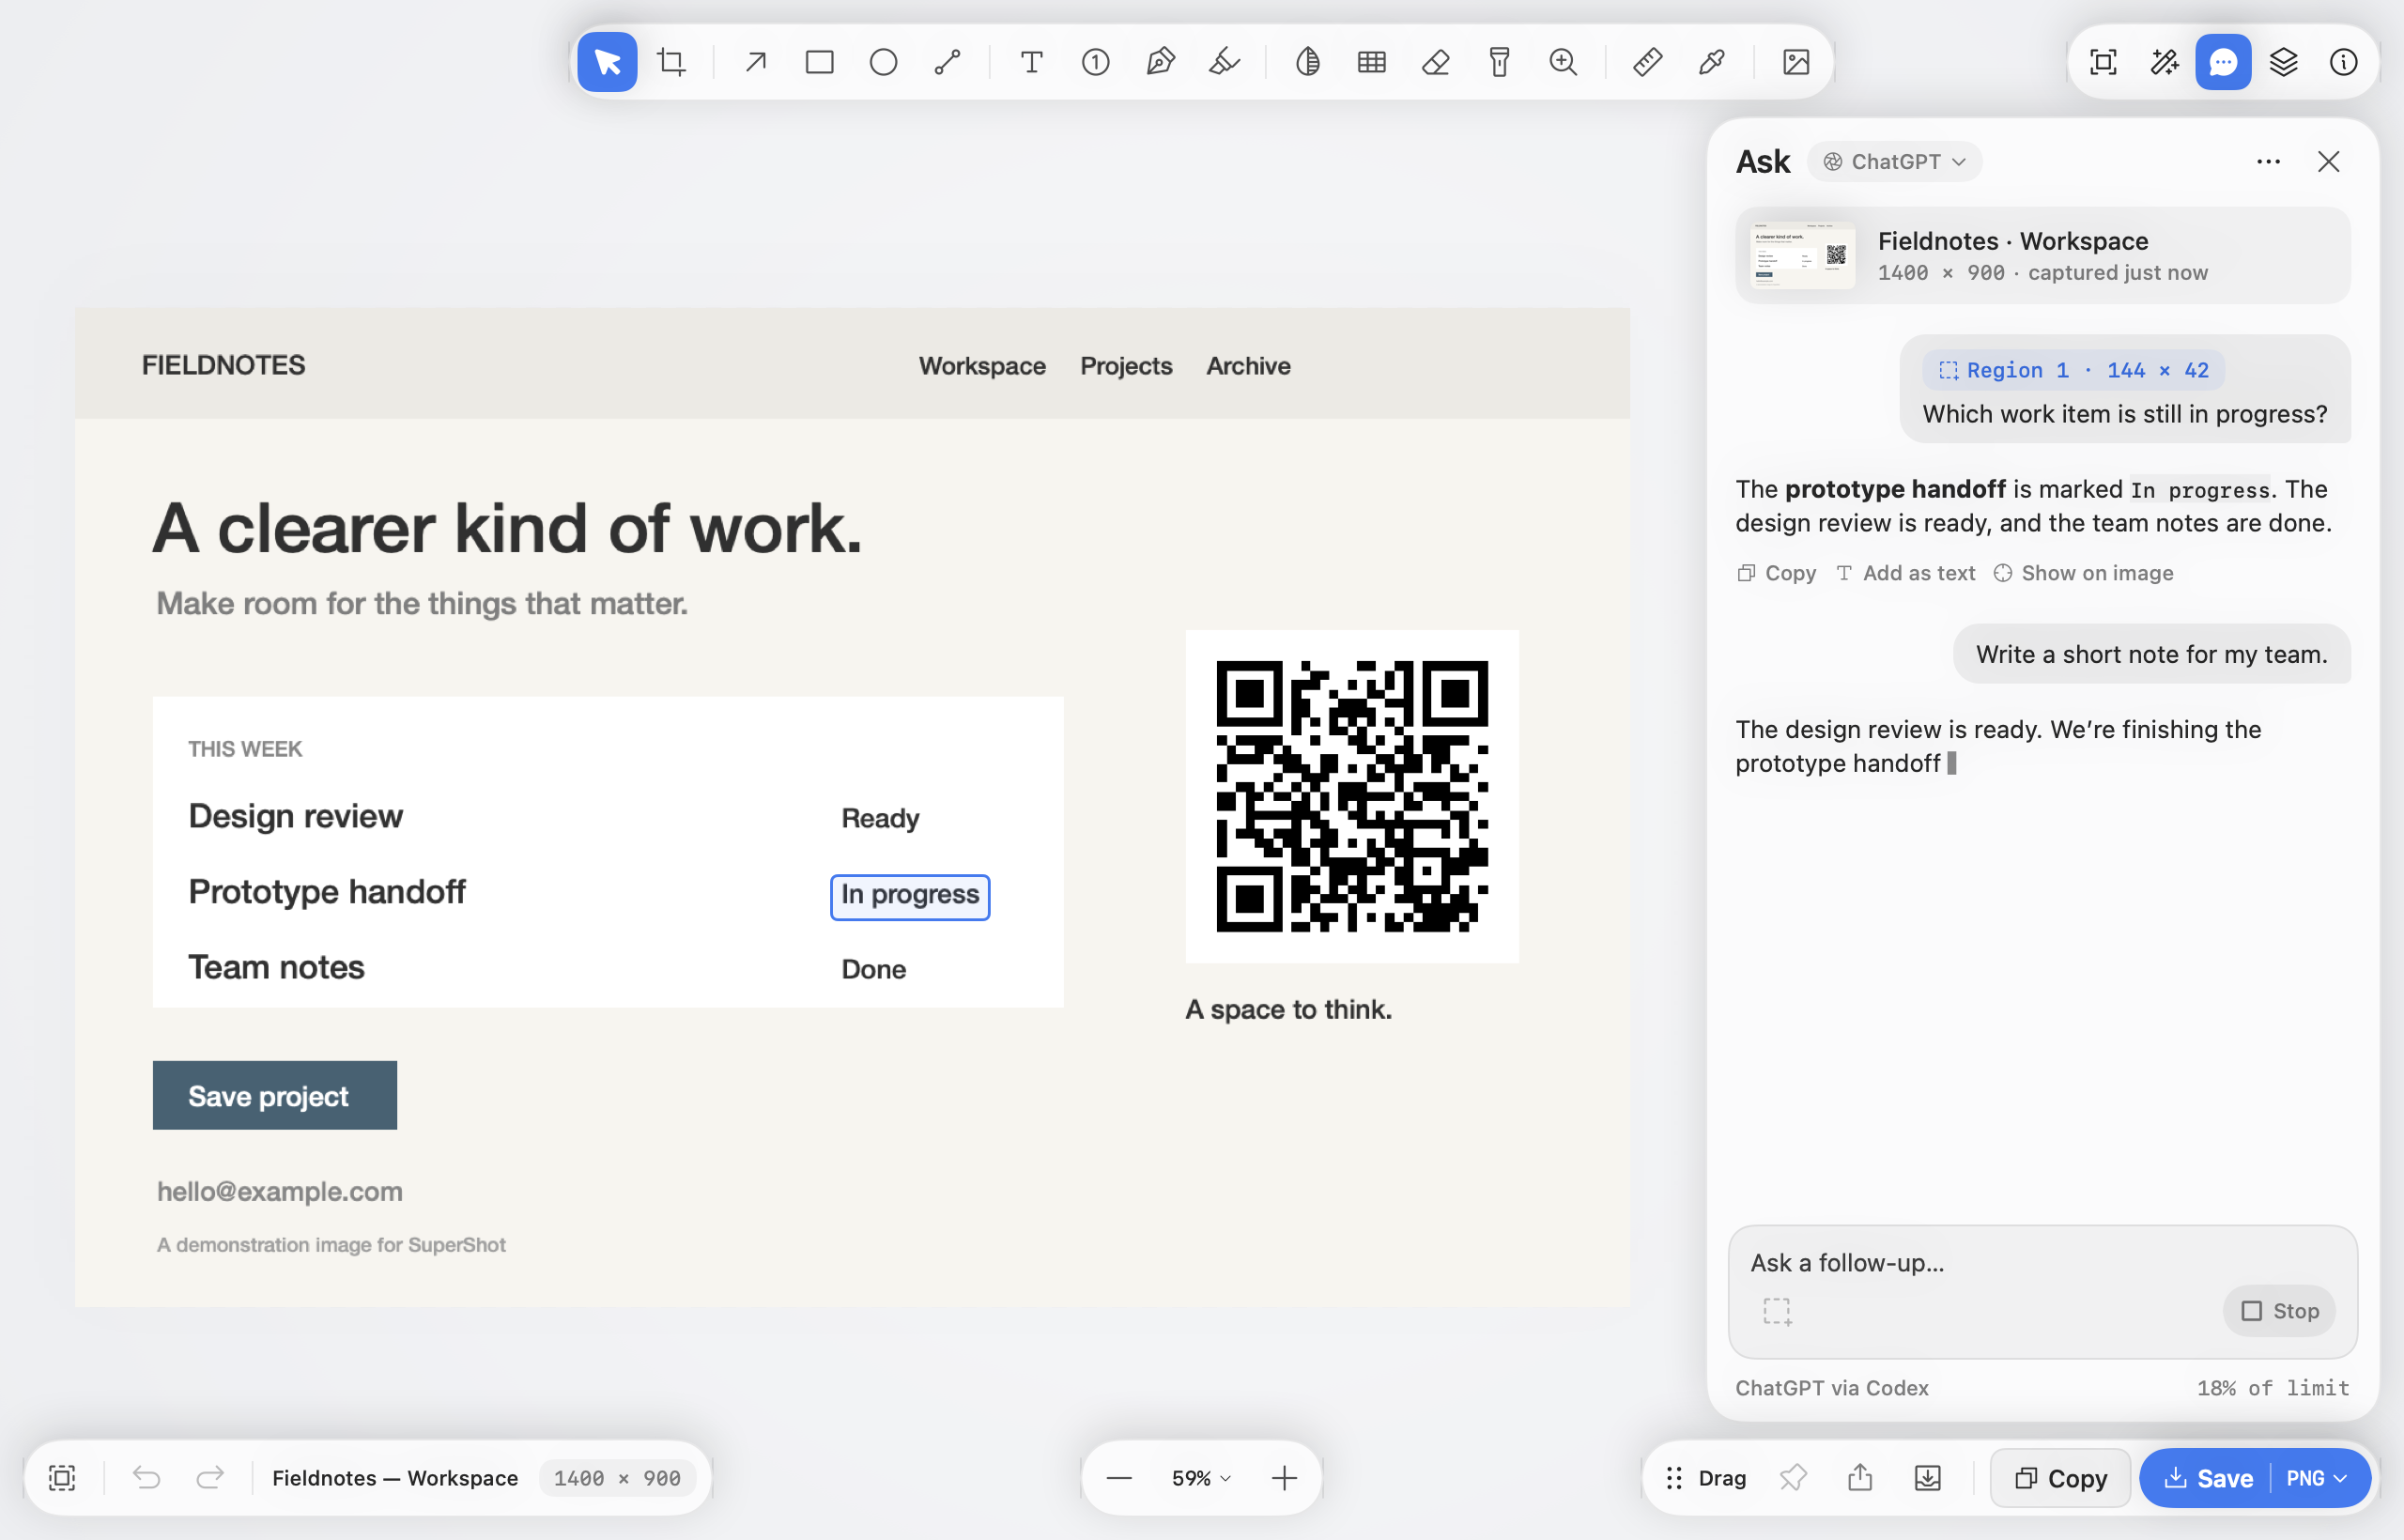 Ask
ChatGPT
Fieldnotes · Workspace
1400 × 900 · captured just now
Region 1 · 144 × 42
Which work item is still in progress?
The prototype handoff is marked In progress. The
design review is ready, and the team notes are done.
Copy
Add as text
Show on image
Write a short note for my team.
The design review is ready. We’re finishing the
prototype handoff
Ask a follow-up...
Stop
ChatGPT via Codex
18% of limit
FIELDNOTES
Workspace
Projects
Archive
A clearer kind of work.
Make room for the things that matter.
THIS WEEK
Design review
Ready
Prototype handoff
In progress
Team notes
Done
A space to think.
Save project
hello@example.com
A demonstration image for SuperShot
Fieldnotes — Workspace
1400 × 900
59%
Drag
Copy
Save
PNG